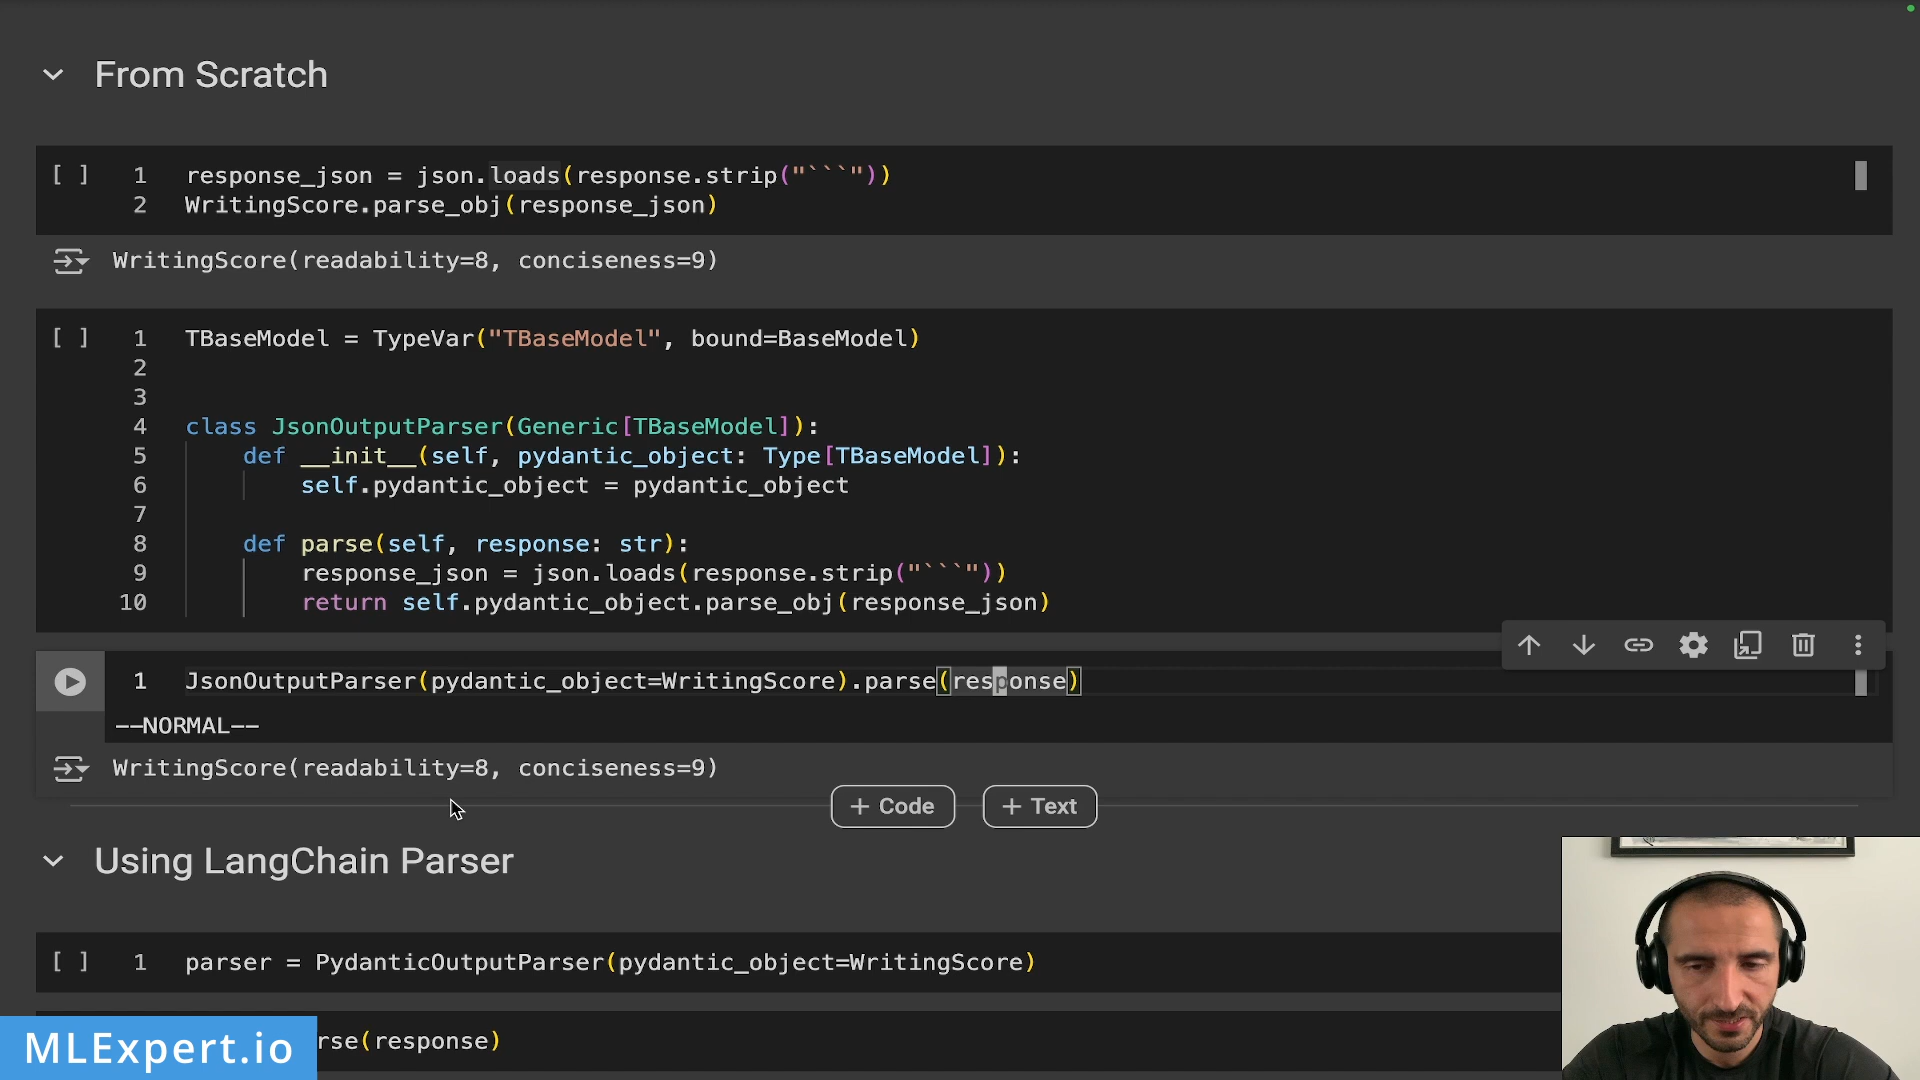 From Scratch
[ ] 1 response_json = json.loads(response.strip("```"))
2 WritingScore.parse_obj(response_json)
WritingScore(readability=8, conciseness=9)
[ ] 1 TBaseModel = TypeVar("TBaseModel", bound=BaseModel)
2
3
4 class JsonOutputParser(Generic[TBaseModel]):
5 def __init__(self, pydantic_object: Type[TBaseModel]):
6 self.pydantic_object = pydantic_object
7
8 def parse(self, response: str):
9 response_json = json.loads(response.strip("```"))
10 return self.pydantic_object.parse_obj(response_json)
1 JsonOutputParser(pydantic_object=WritingScore).parse(response)
--NORMAL--
WritingScore(readability=8, conciseness=9)
+ Code + Text
Using LangChain Parser
[ ] 1 parser = PydanticOutputParser(pydantic_object=WritingScore)
rse(response)
MLExpert.io